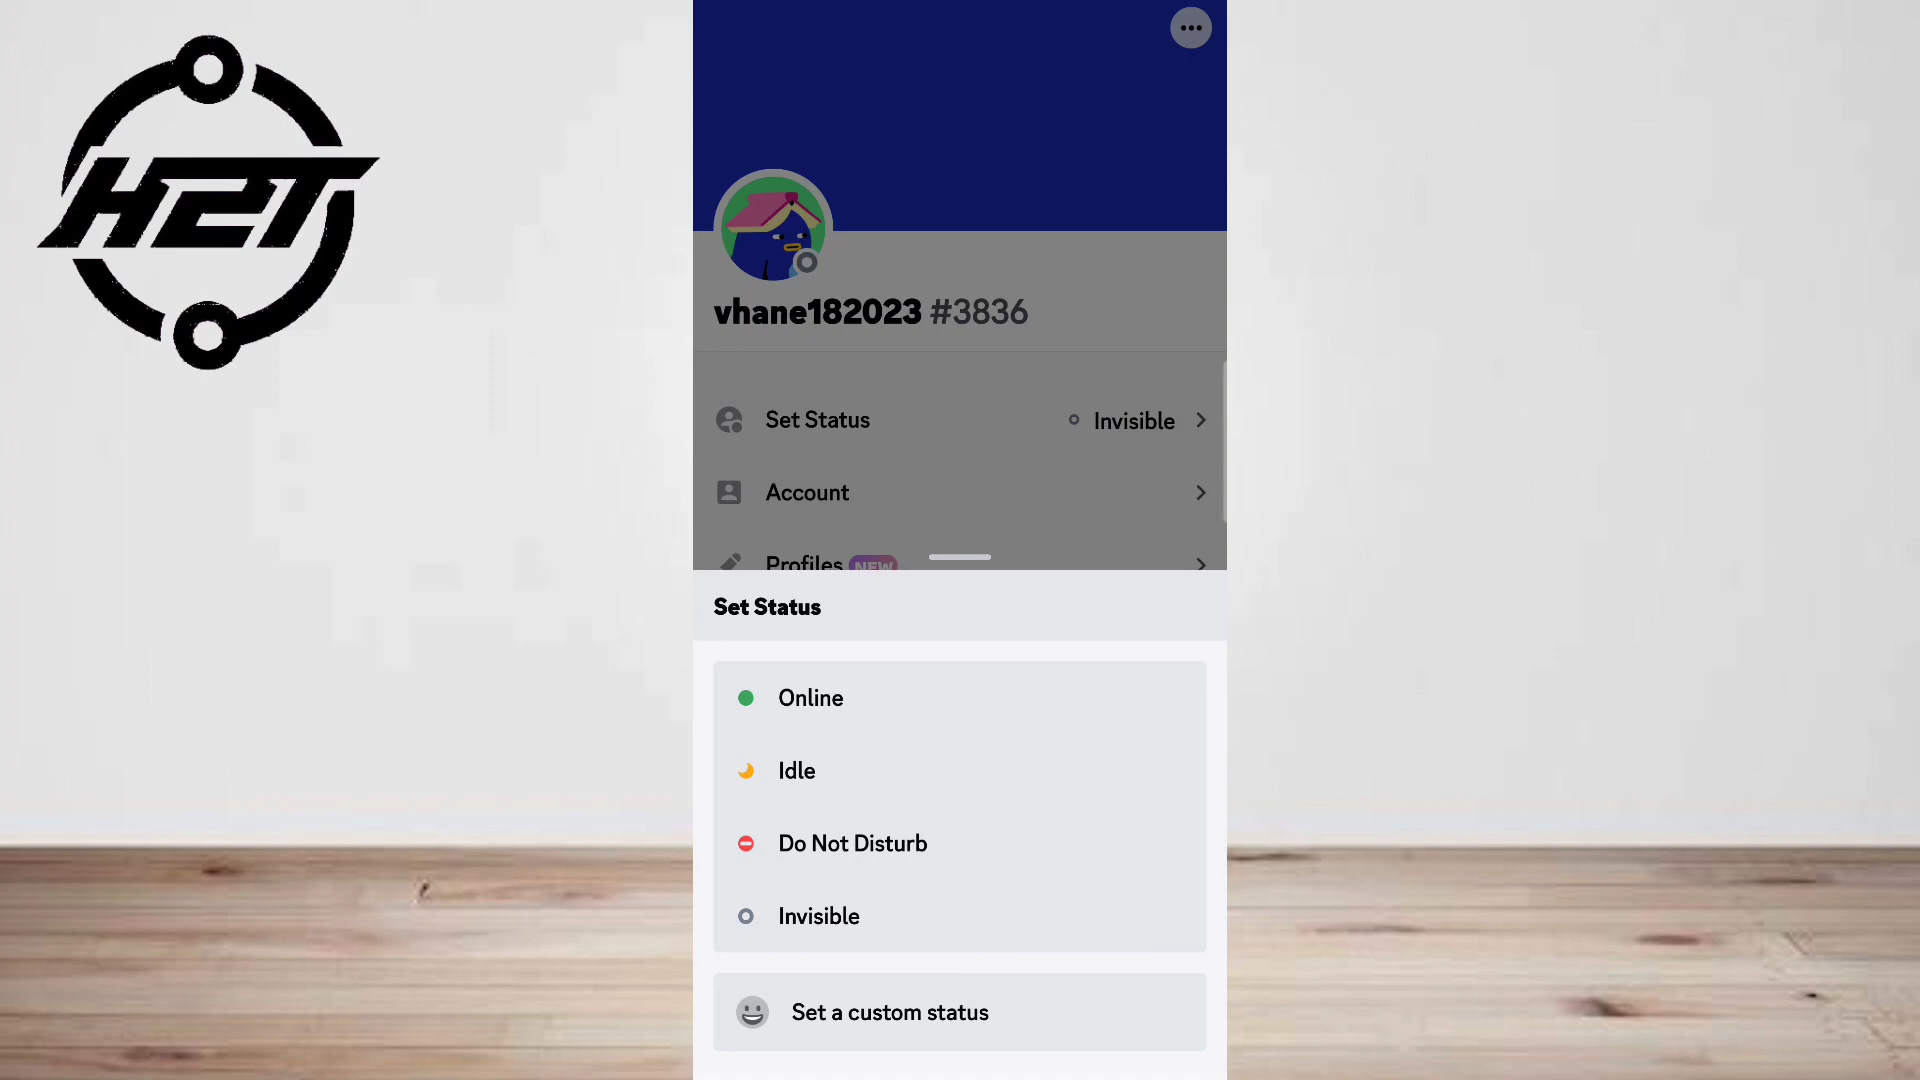 H2T
vhane182023 #3836
Set Status Invisible
Account
Profiles NEW
Set Status
Online
Idle
Do Not Disturb
Invisible
Set a custom status